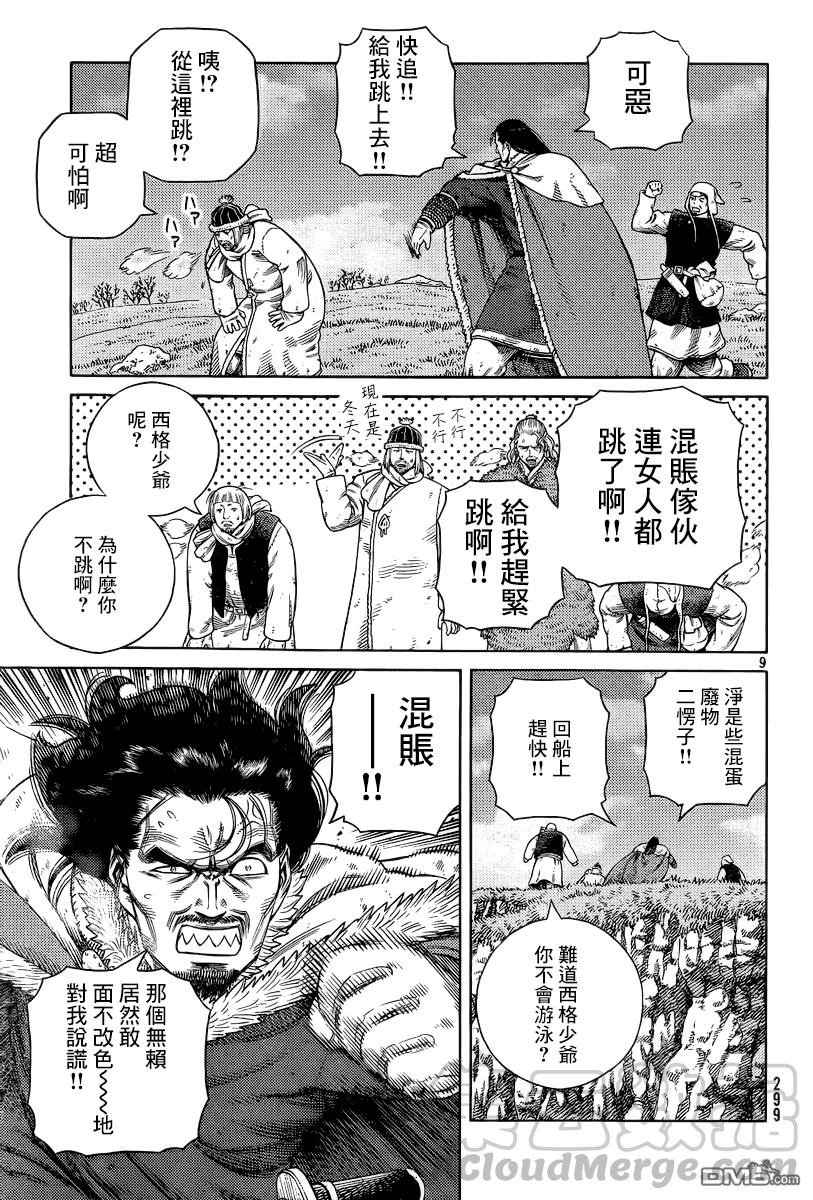 可惡
快追!!
給我跳上去!!
咦!?
從這裡跳!?
超
可怕啊
ハァ
ハァ
混賬傢伙
連女人都
跳了啊!!
給我趕緊
跳啊!!
不行
不行
現在是
冬天
西格少爺
呢?
為什麼你
不跳啊?
9
淨是些混蛋
廢物
二愣子!!
回船上
趕快!!
難道西格少爺
你不會游泳?
混賬
——!!
那個無賴
居然敢
面不改色~~地
對我說謊!!
299
CloudMerge.com
DM5.com